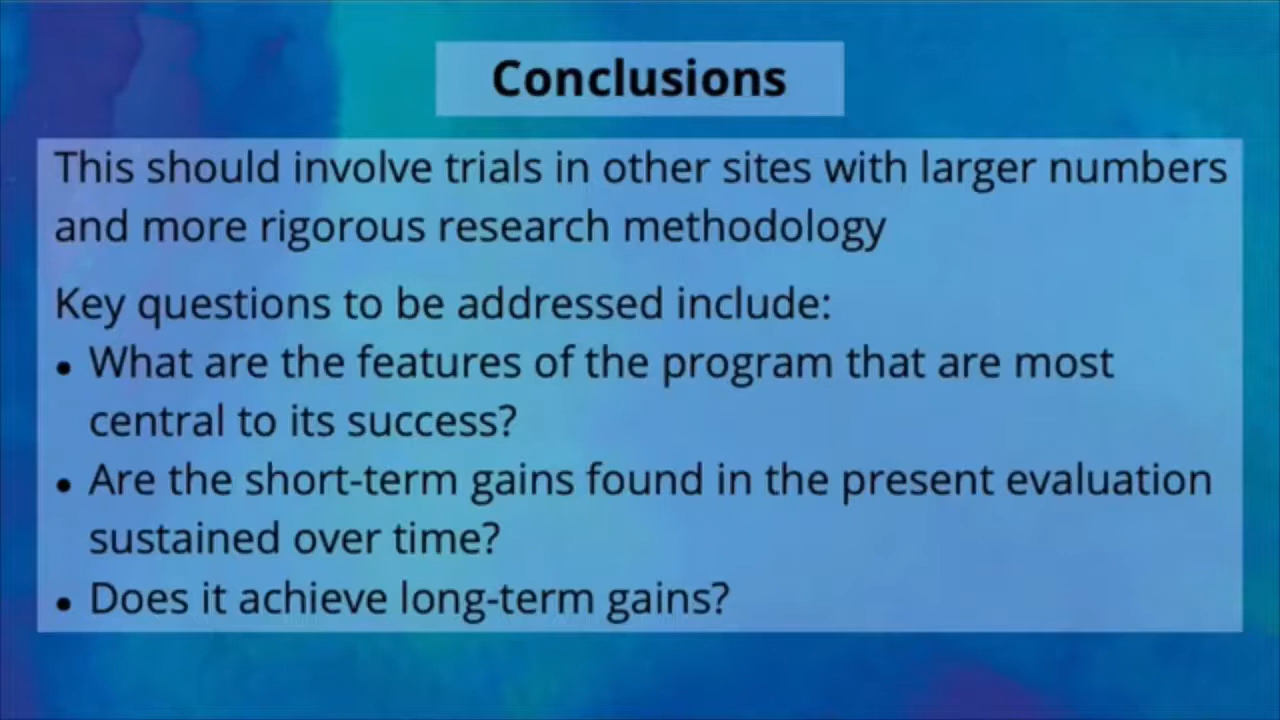 Conclusions
This should involve trials in other sites with larger numbers
and more rigorous research methodology
Key questions to be addressed include:
• What are the features of the program that are most
central to its success?
• Are the short-term gains found in the present evaluation
sustained over time?
• Does it achieve long-term gains?